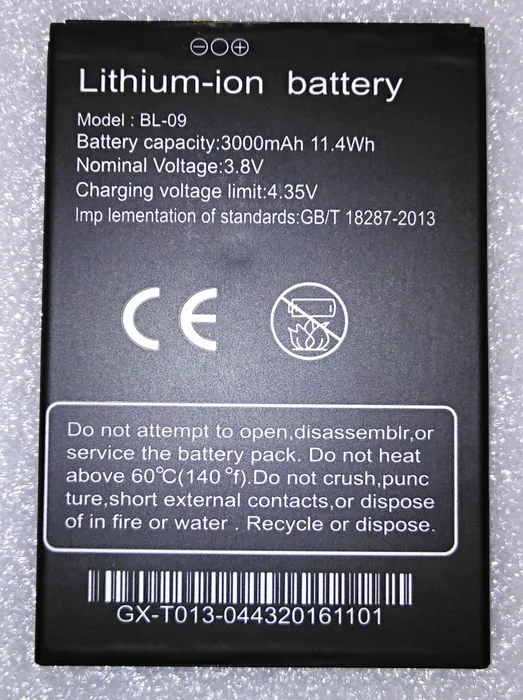 Lithium-ion battery
Model : BL-09
Battery capacity:3000mAh 11.4Wh
Nominal Voltage:3.8V
Charging voltage limit:4.35V
Imp lementation of standards:GB/T 18287-2013
CE
Do not attempt to open,disassemblr,or
service the battery pack. Do not heat
above 60℃(140 °f).Do not crush,punc
ture,short external contacts,or dispose
of in fire or water . Recycle or dispose.
GX-T013-044320161101